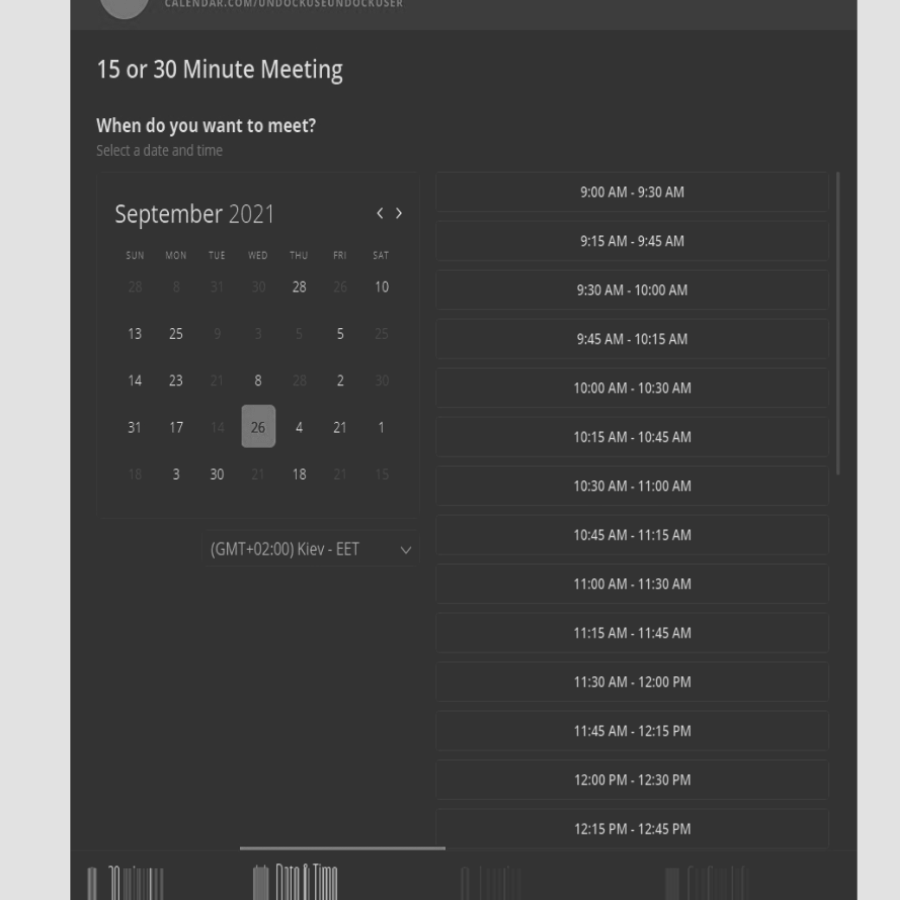 CALENDAR.COM/UNDOCKUSEUNDOCKUSER
15 or 30 Minute Meeting
When do you want to meet?
Select a date and time
September 2021
SUN MON TUE WED THU FRI SAT
28 8 31 30 28 26 10
13 25 9 3 5 5 25
14 23 21 8 28 2 30
31 17 14 26 4 21 1
18 3 30 21 18 21 15
(GMT+02:00) Kiev - EET
9:00 AM - 9:30 AM
9:15 AM - 9:45 AM
9:30 AM - 10:00 AM
9:45 AM - 10:15 AM
10:00 AM - 10:30 AM
10:15 AM - 10:45 AM
10:30 AM - 11:00 AM
10:45 AM - 11:15 AM
11:00 AM - 11:30 AM
11:15 AM - 11:45 AM
11:30 AM - 12:00 PM
11:45 AM - 12:15 PM
12:00 PM - 12:30 PM
12:15 PM - 12:45 PM
Date & Time